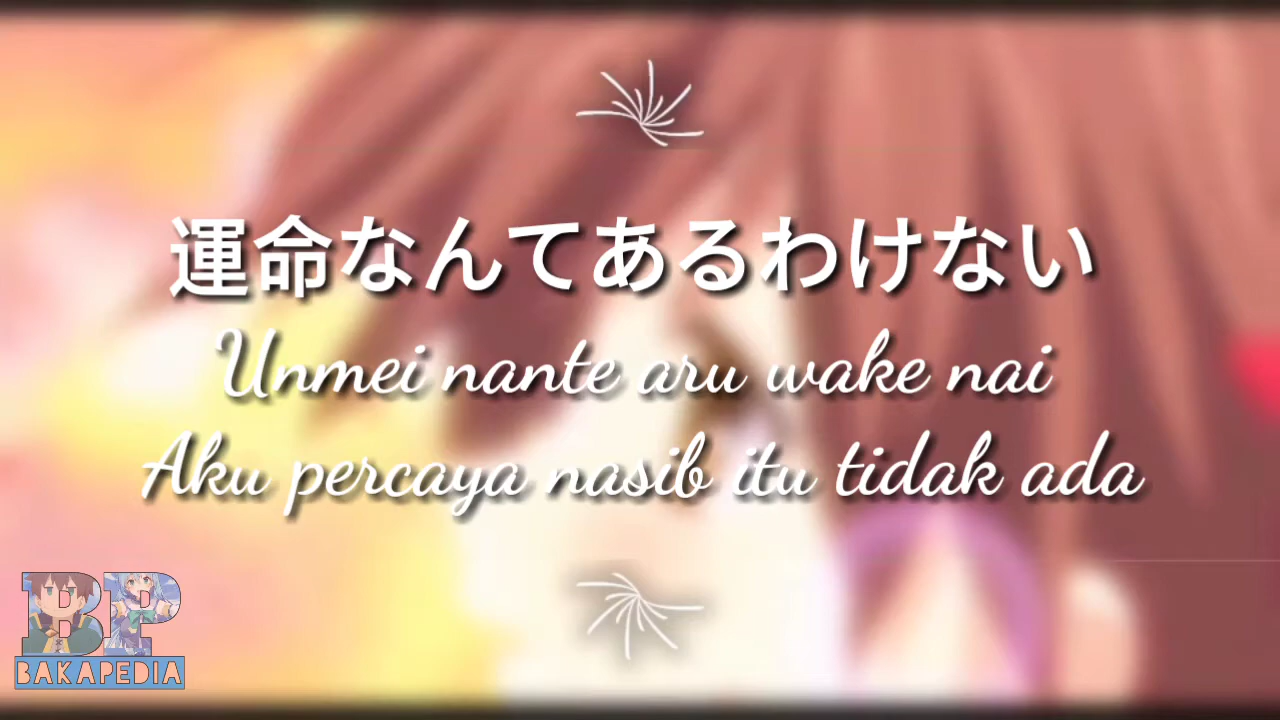 運命なんてあるわけない
Unmei nante aru wake nai
Aku percaya nasib itu tidak ada
BP
BAKAPEDIA